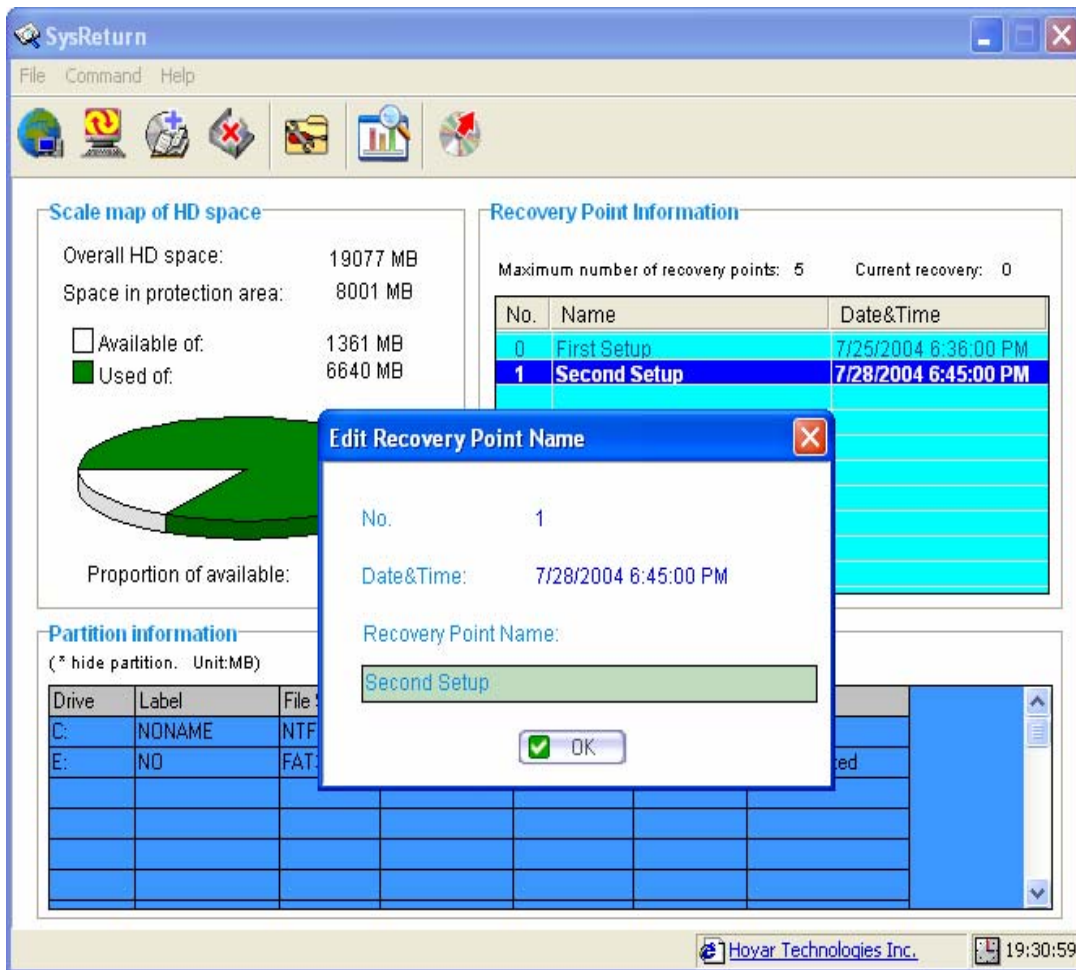 SysReturn
File Command Help
Scale map of HD space
Overall HD space: 19077 MB
Space in protection area: 8001 MB
Available of: 1361 MB
Used of: 6640 MB
Proportion of available:
Recovery Point Information
Maximum number of recovery points: 5 Current recovery: 0
No. Name Date&Time
0 First Setup 7/25/2004 6:36:00 PM
1 Second Setup 7/28/2004 6:45:00 PM
Edit Recovery Point Name
No. 1
Date&Time: 7/28/2004 6:45:00 PM
Recovery Point Name:
Second Setup
OK
Partition information
(* hide partition. Unit:MB)
Drive Label File
C: NONAME NTF
E: NO FAT ed
Hoyar Technologies Inc. 19:30:59